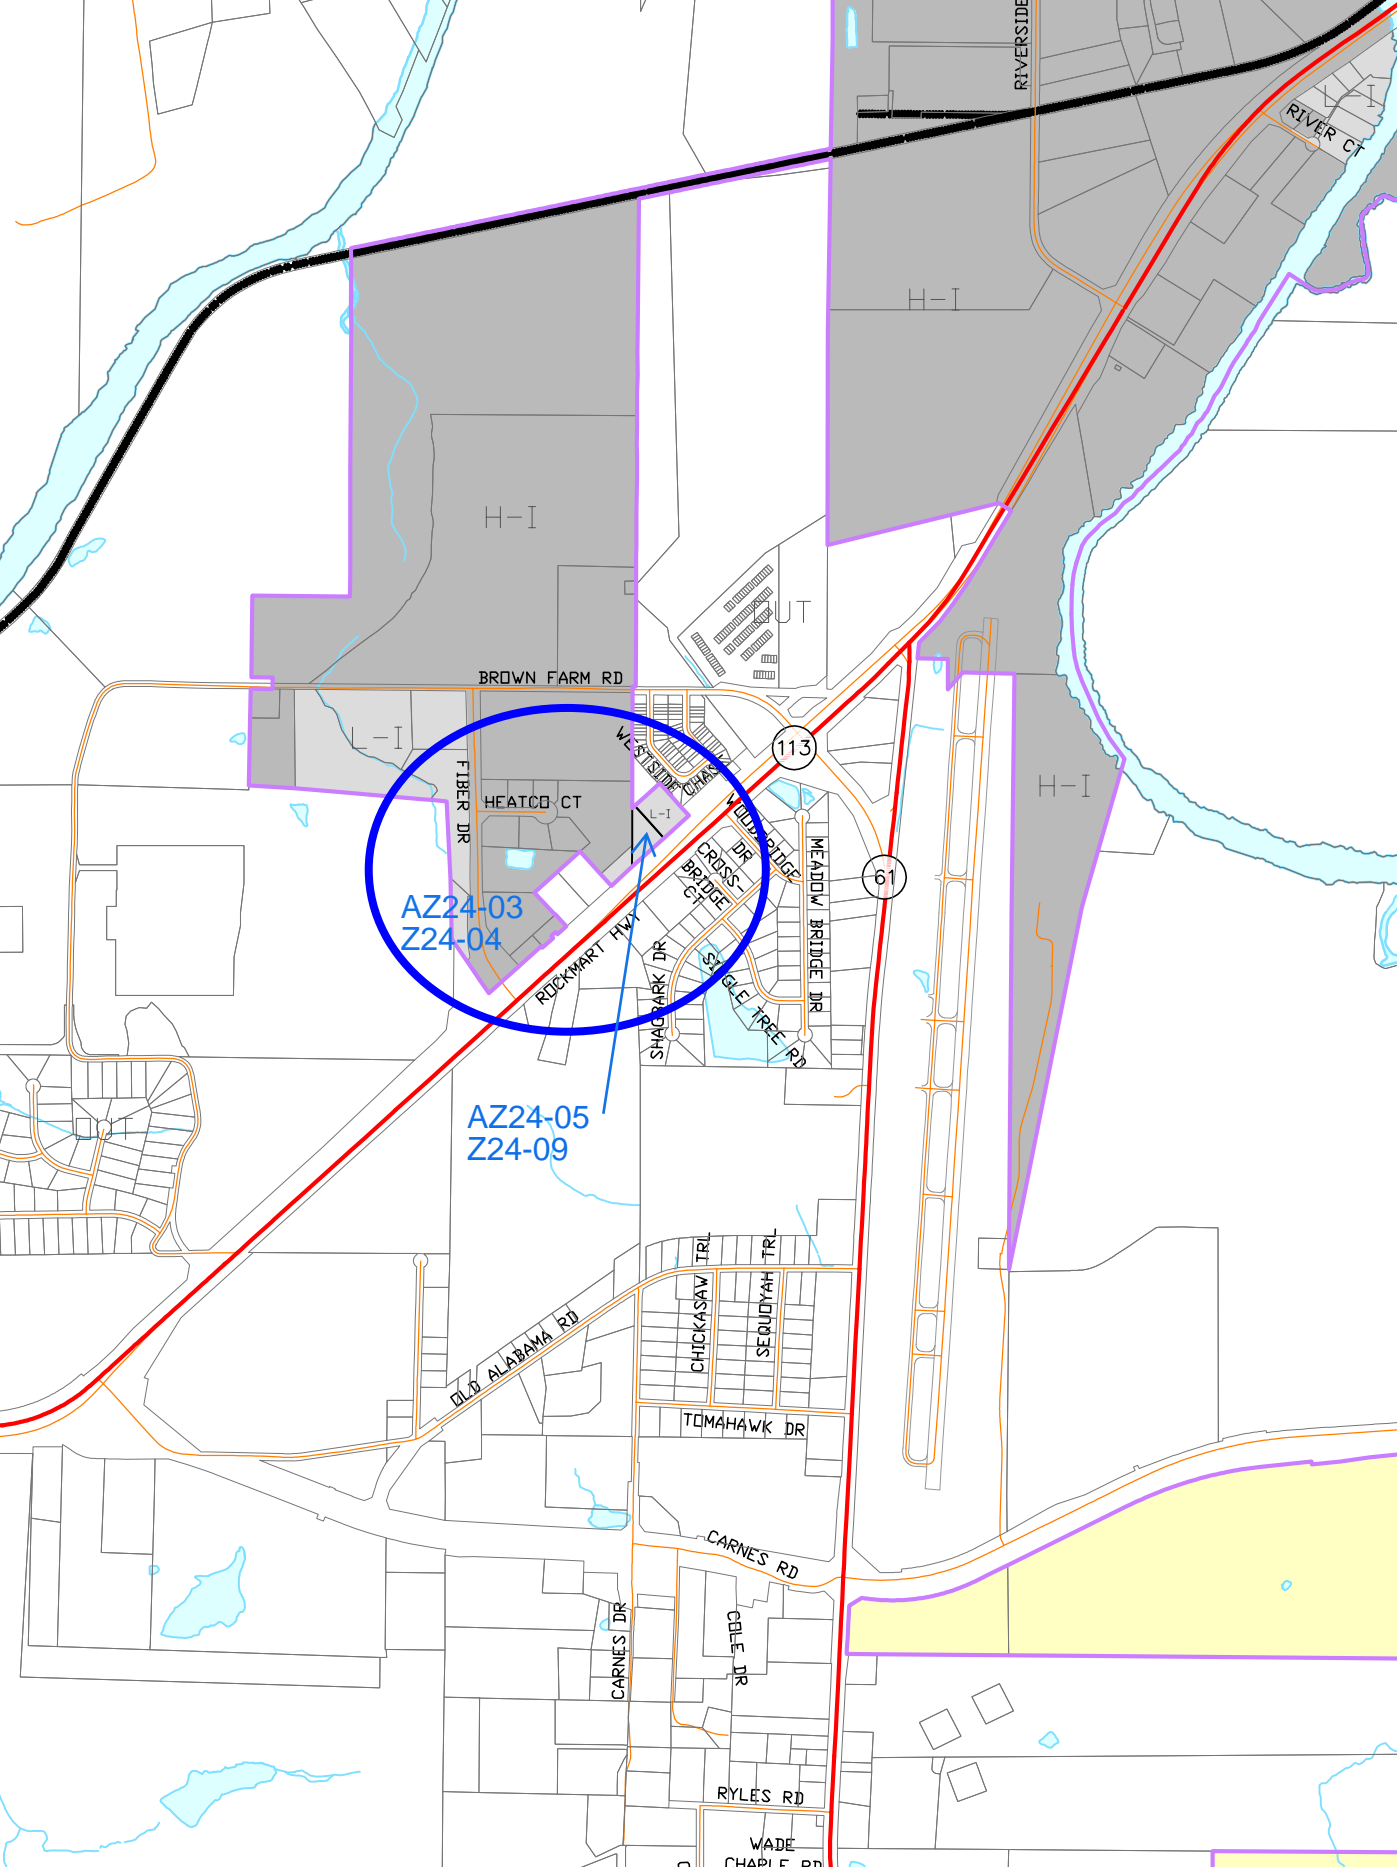 RIVERSIDE
L-I
RIVER CT
H-I
H-I
OUT
BROWN FARM RD
L-I
WESTSIDE CHASE
113
H-I
FIBER DR
HEATCO CT
L-I
WOODBRIDGE
DR
CROSS-
BRIDGE
CT
MEADOW BRIDGE DR
61
AZ24-03
Z24-04
ROCKMART HWY
SHAGBARK DR
SINGLE TREE RD
AZ24-05
Z24-09
OUT
CHICKASAW TRL
SEQUOYAH TRL
OLD ALABAMA RD
TOMAHAWK DR
CARNES RD
CARNES DR
COLE DR
RYLES RD
WADE
CHAPLE RD